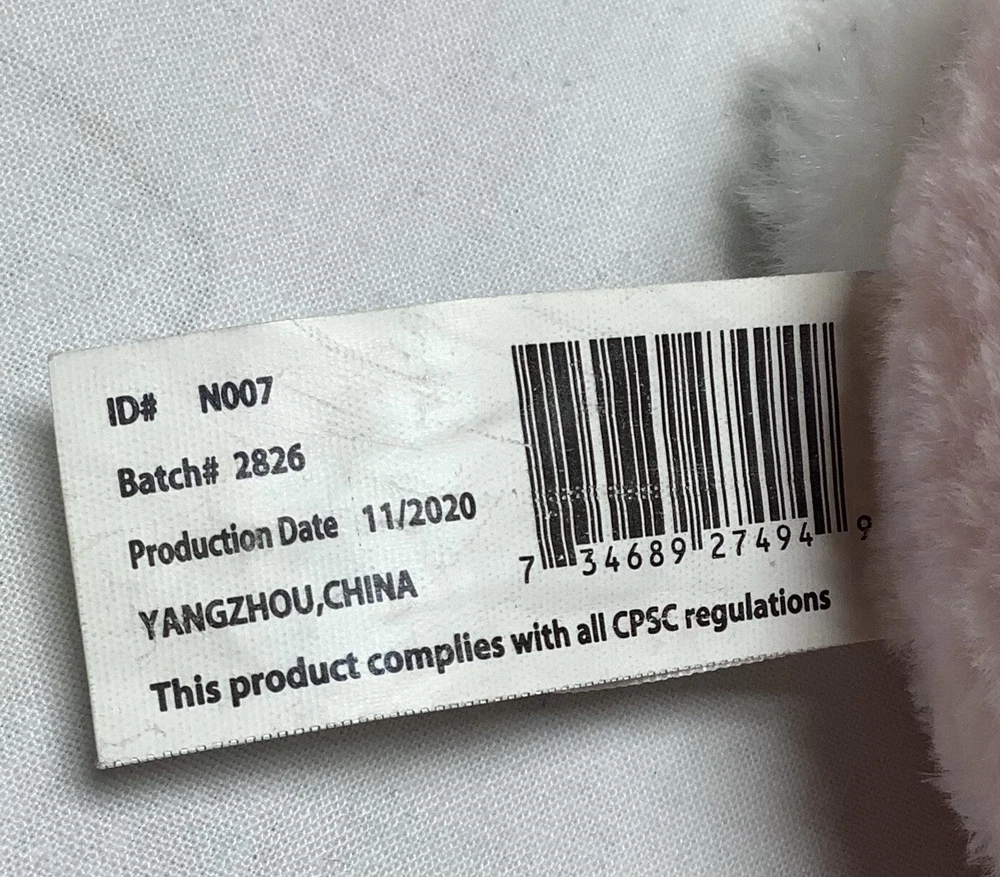 ID# N007
Batch# 2826
Production Date 11/2020
YANGZHOU,CHINA
This product complies with all CPSC regulations
7 34689 27494 9